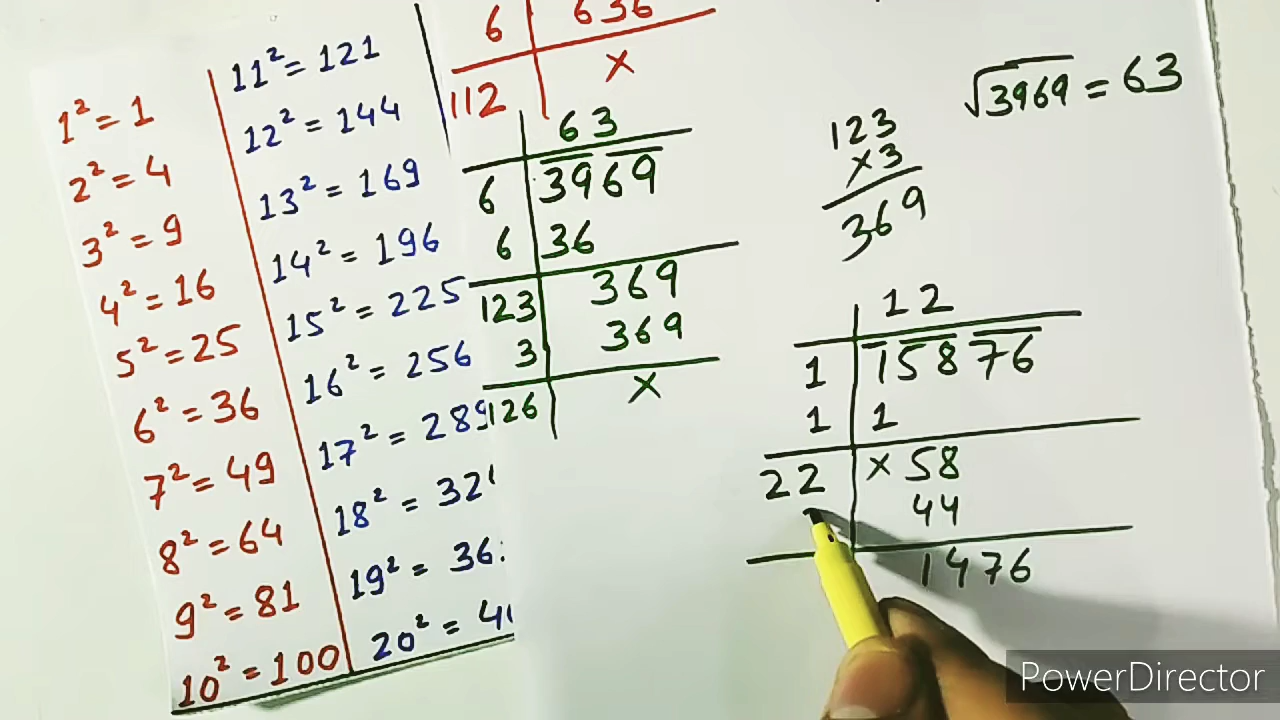 1² = 1
2² = 4
3² = 9
4² = 16
5² = 25
6² = 36
7² = 49
8² = 64
9² = 81
10² = 100
11² = 121
12² = 144
13² = 169
14² = 196
15² = 225
16² = 256
17² = 289
18² = 32
19² = 36
20² = 4
6 636
112 ×
63
6 3969
6 36
123 369
3 369
126 ×
√3969 = 63
123
×3
369
12
1 15876
1 1
22 × 58
44
1476
PowerDirector